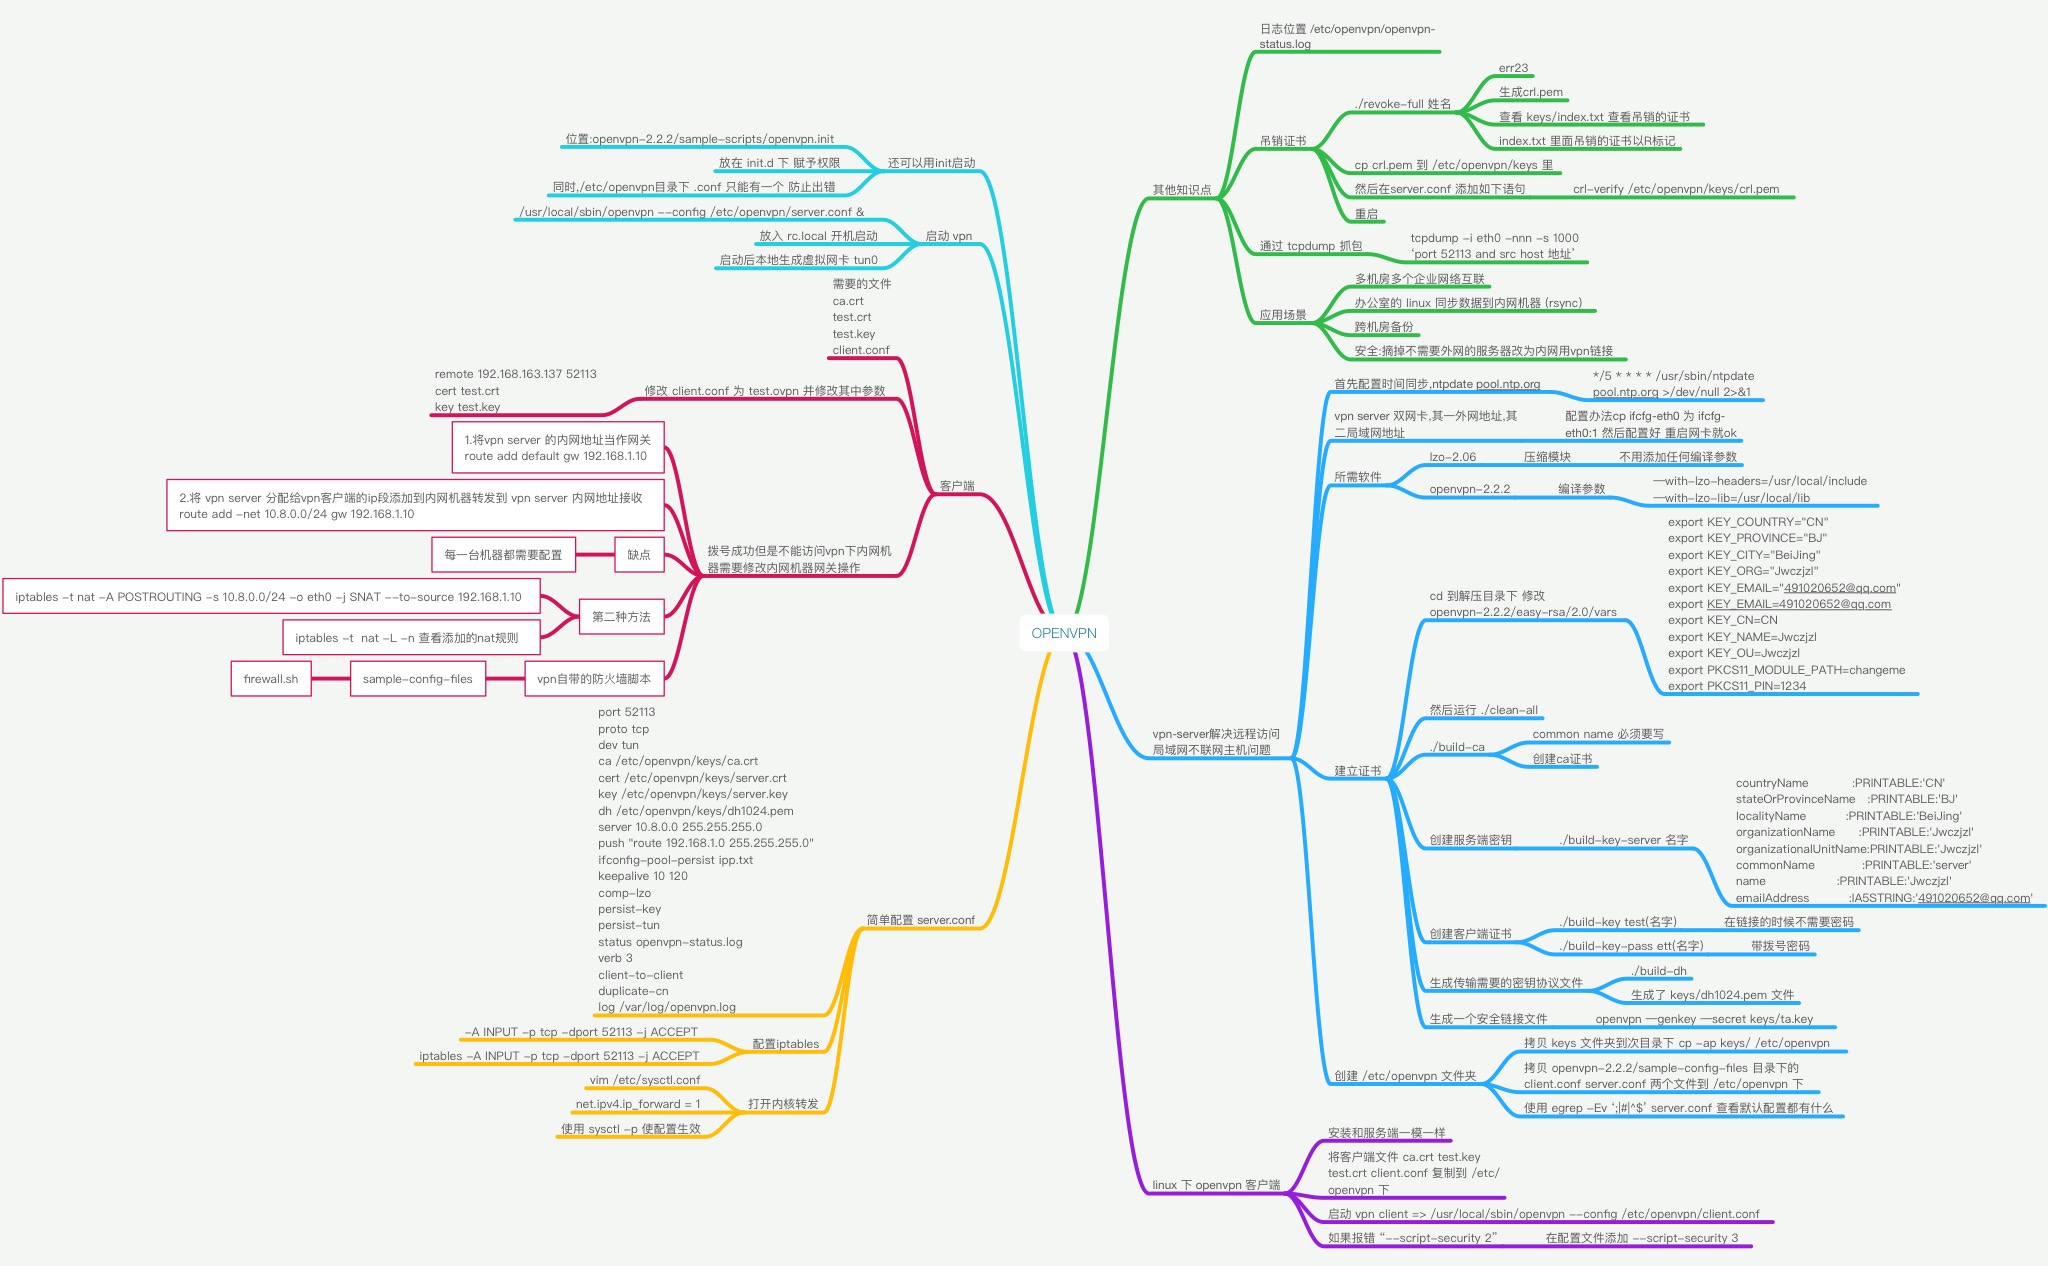 OPENVPN
其他知识点
日志位置 /etc/openvpn/openvpn-
status.log
吊销证书
./revoke-full 姓名
err23
生成crl.pem
查看 keys/index.txt 查看吊销的证书
index.txt 里面吊销的证书以R标记
cp crl.pem 到 /etc/openvpn/keys 里
然后在server.conf 添加如下语句
crl-verify /etc/openvpn/keys/crl.pem
重启
通过 tcpdump 抓包
tcpdump -i eth0 -nnn -s 1000
‘port 52113 and src host 地址’
应用场景
多机房多个企业网络互联
办公室的 linux 同步数据到内网机器 (rsync)
跨机房备份
安全:摘掉不需要外网的服务器改为内网用vpn链接
vpn-server解决远程访问
局域网不联网主机问题
首先配置时间同步,ntpdate pool.ntp.org
*/5 * * * * /usr/sbin/ntpdate
pool.ntp.org >/dev/null 2>&1
vpn server 双网卡,其一外网地址,其
二局域网地址
配置办法cp ifcfg-eth0 为 ifcfg-
eth0:1 然后配置好 重启网卡就ok
所需软件
lzo-2.06
压缩模块
不用添加任何编译参数
openvpn-2.2.2
编译参数
—with-lzo-headers=/usr/local/include
—with-lzo-lib=/usr/local/lib
建立证书
cd 到解压目录下 修改
openvpn-2.2.2/easy-rsa/2.0/vars
export KEY_COUNTRY="CN"
export KEY_PROVINCE="BJ"
export KEY_CITY="BeiJing"
export KEY_ORG="Jwczjzl"
export KEY_EMAIL="491020652@qq.com"
export KEY_EMAIL=491020652@qq.com
export KEY_CN=CN
export KEY_NAME=Jwczjzl
export KEY_OU=Jwczjzl
export PKCS11_MODULE_PATH=changeme
export PKCS11_PIN=1234
然后运行 ./clean-all
./build-ca
common name 必须要写
创建ca证书
创建服务端密钥
./build-key-server 名字
countryName :PRINTABLE:'CN'
stateOrProvinceName :PRINTABLE:'BJ'
localityName :PRINTABLE:'BeiJing'
organizationName :PRINTABLE:'Jwczjzl'
organizationalUnitName:PRINTABLE:'Jwczjzl'
commonName :PRINTABLE:'server'
name :PRINTABLE:'Jwczjzl'
emailAddress :IA5STRING:'491020652@qq.com'
创建客户端证书
./build-key test(名字)
在链接的时候不需要密码
./build-key-pass ett(名字)
带拨号密码
生成传输需要的密钥协议文件
./build-dh
生成了 keys/dh1024.pem 文件
生成一个安全链接文件
openvpn —genkey —secret keys/ta.key
创建 /etc/openvpn 文件夹
拷贝 keys 文件夹到次目录下 cp -ap keys/ /etc/openvpn
拷贝 openvpn-2.2.2/sample-config-files 目录下的
client.conf server.conf 两个文件到 /etc/openvpn 下
使用 egrep -Ev ‘;|#|^$’ server.conf 查看默认配置都有什么
linux 下 openvpn 客户端
安装和服务端一模一样
将客户端文件 ca.crt test.key
test.crt client.conf 复制到 /etc/
openvpn 下
启动 vpn client => /usr/local/sbin/openvpn --config /etc/openvpn/client.conf
如果报错 “--script-security 2”
在配置文件添加 --script-security 3
还可以用init启动
位置:openvpn-2.2.2/sample-scripts/openvpn.init
放在 init.d 下 赋予权限
同时,/etc/openvpn目录下 .conf 只能有一个 防止出错
启动 vpn
/usr/local/sbin/openvpn --config /etc/openvpn/server.conf &
放入 rc.local 开机启动
启动后本地生成虚拟网卡 tun0
客户端
需要的文件
ca.crt
test.crt
test.key
client.conf
修改 client.conf 为 test.ovpn 并修改其中参数
remote 192.168.163.137 52113
cert test.crt
key test.key
拨号成功但是不能访问vpn下内网机
器需要修改内网机器网关操作
1.将vpn server 的内网地址当作网关
route add default gw 192.168.1.10
2.将 vpn server 分配给vpn客户端的ip段添加到内网机器转发到 vpn server 内网地址接收
route add -net 10.8.0.0/24 gw 192.168.1.10
缺点
每一台机器都需要配置
第二种方法
iptables -t nat -A POSTROUTING -s 10.8.0.0/24 -o eth0 -j SNAT --to-source 192.168.1.10
iptables -t nat -L -n 查看添加的nat规则
vpn自带的防火墙脚本
sample-config-files
firewall.sh
简单配置 server.conf
port 52113
proto tcp
dev tun
ca /etc/openvpn/keys/ca.crt
cert /etc/openvpn/keys/server.crt
key /etc/openvpn/keys/server.key
dh /etc/openvpn/keys/dh1024.pem
server 10.8.0.0 255.255.255.0
push "route 192.168.1.0 255.255.255.0"
ifconfig-pool-persist ipp.txt
keepalive 10 120
comp-lzo
persist-key
persist-tun
status openvpn-status.log
verb 3
client-to-client
duplicate-cn
log /var/log/openvpn.log
配置iptables
-A INPUT -p tcp -dport 52113 -j ACCEPT
iptables -A INPUT -p tcp -dport 52113 -j ACCEPT
打开内核转发
vim /etc/sysctl.conf
net.ipv4.ip_forward = 1
使用 sysctl -p 使配置生效